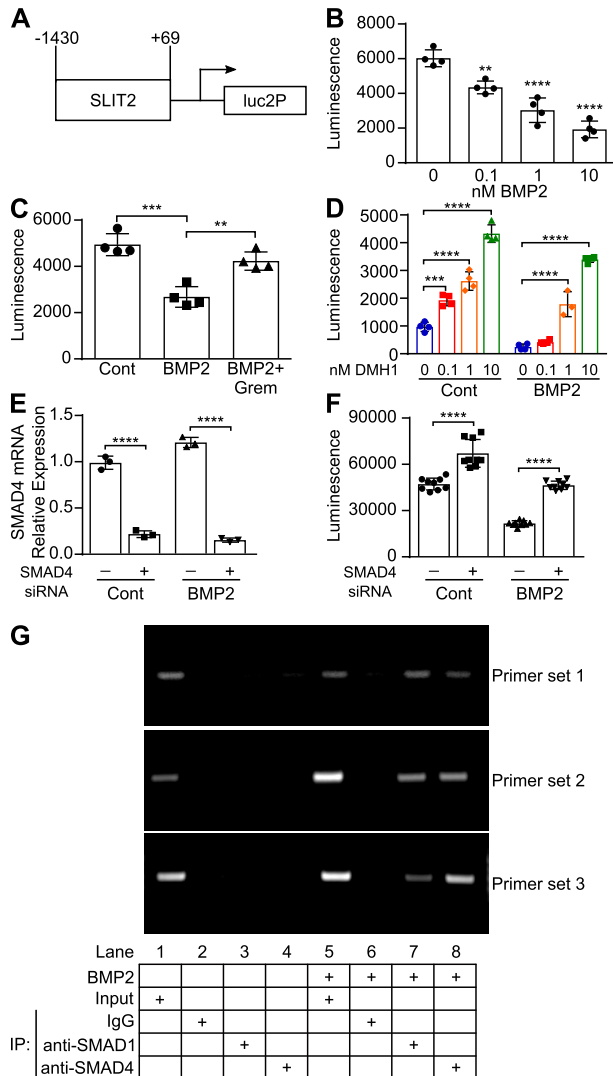 A
-1430 +69
SLIT2
luc2P
B
Luminescence
8000
6000
4000
2000
0
**
****
****
0 0.1 1 10
nM BMP2
C
Luminescence
6000
4000
2000
0
***
**
Cont BMP2 BMP2+
Grem
D
Luminescence
5000
4000
3000
2000
1000
0
****
****
***
****
****
nM DMH1 0 0.1 1 10 0 0.1 1 10
Cont BMP2
E
SMAD4 mRNA
Relative Expression
1.5
1.0
0.5
0.0
****
****
SMAD4 – + – +
siRNA Cont BMP2
F
Luminescence
90000
60000
30000
0
****
****
SMAD4 – + – +
siRNA Cont BMP2
G
Primer set 1
Primer set 2
Primer set 3
Lane 1 2 3 4 5 6 7 8
BMP2 + + + +
Input + +
IgG + +
IP: anti-SMAD1 + +
anti-SMAD4 + +